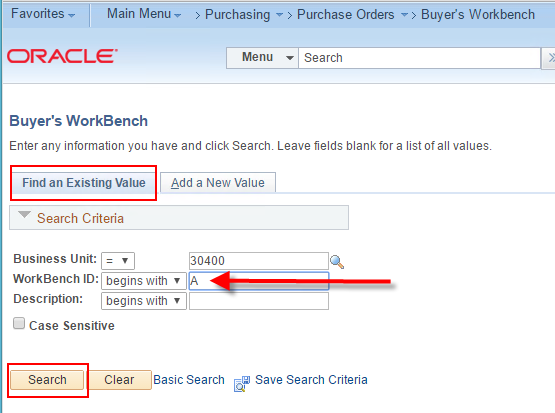 Favorites Main Menu > Purchasing > Purchase Orders > Buyer's Workbench
ORACLE
Menu Search
Buyer's WorkBench
Enter any information you have and click Search. Leave fields blank for a list of all values.
Find an Existing Value Add a New Value
Search Criteria
Business Unit: = 30400
WorkBench ID: begins with A
Description: begins with
Case Sensitive
Search Clear Basic Search Save Search Criteria